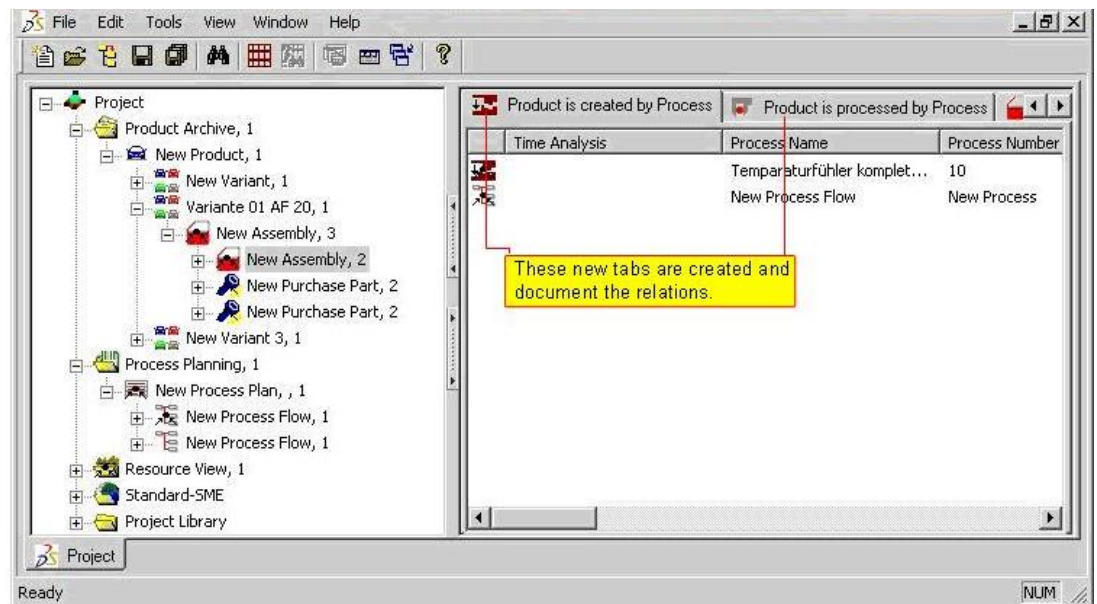 File Edit Tools View Window Help
Project
Product Archive, 1
New Product, 1
New Variant, 1
Variante 01 AF 20, 1
New Assembly, 3
New Assembly, 2
New Purchase Part, 2
New Purchase Part, 2
New Variant 3, 1
Process Planning, 1
New Process Plan, , 1
New Process Flow, 1
New Process Flow, 1
Resource View, 1
Standard-SME
Project Library
Product is created by Process Product is processed by Process
Time Analysis Process Name Process Number
Temparaturfühler komplet... 10
New Process Flow New Process
These new tabs are created and
document the relations.
Project
Ready NUM